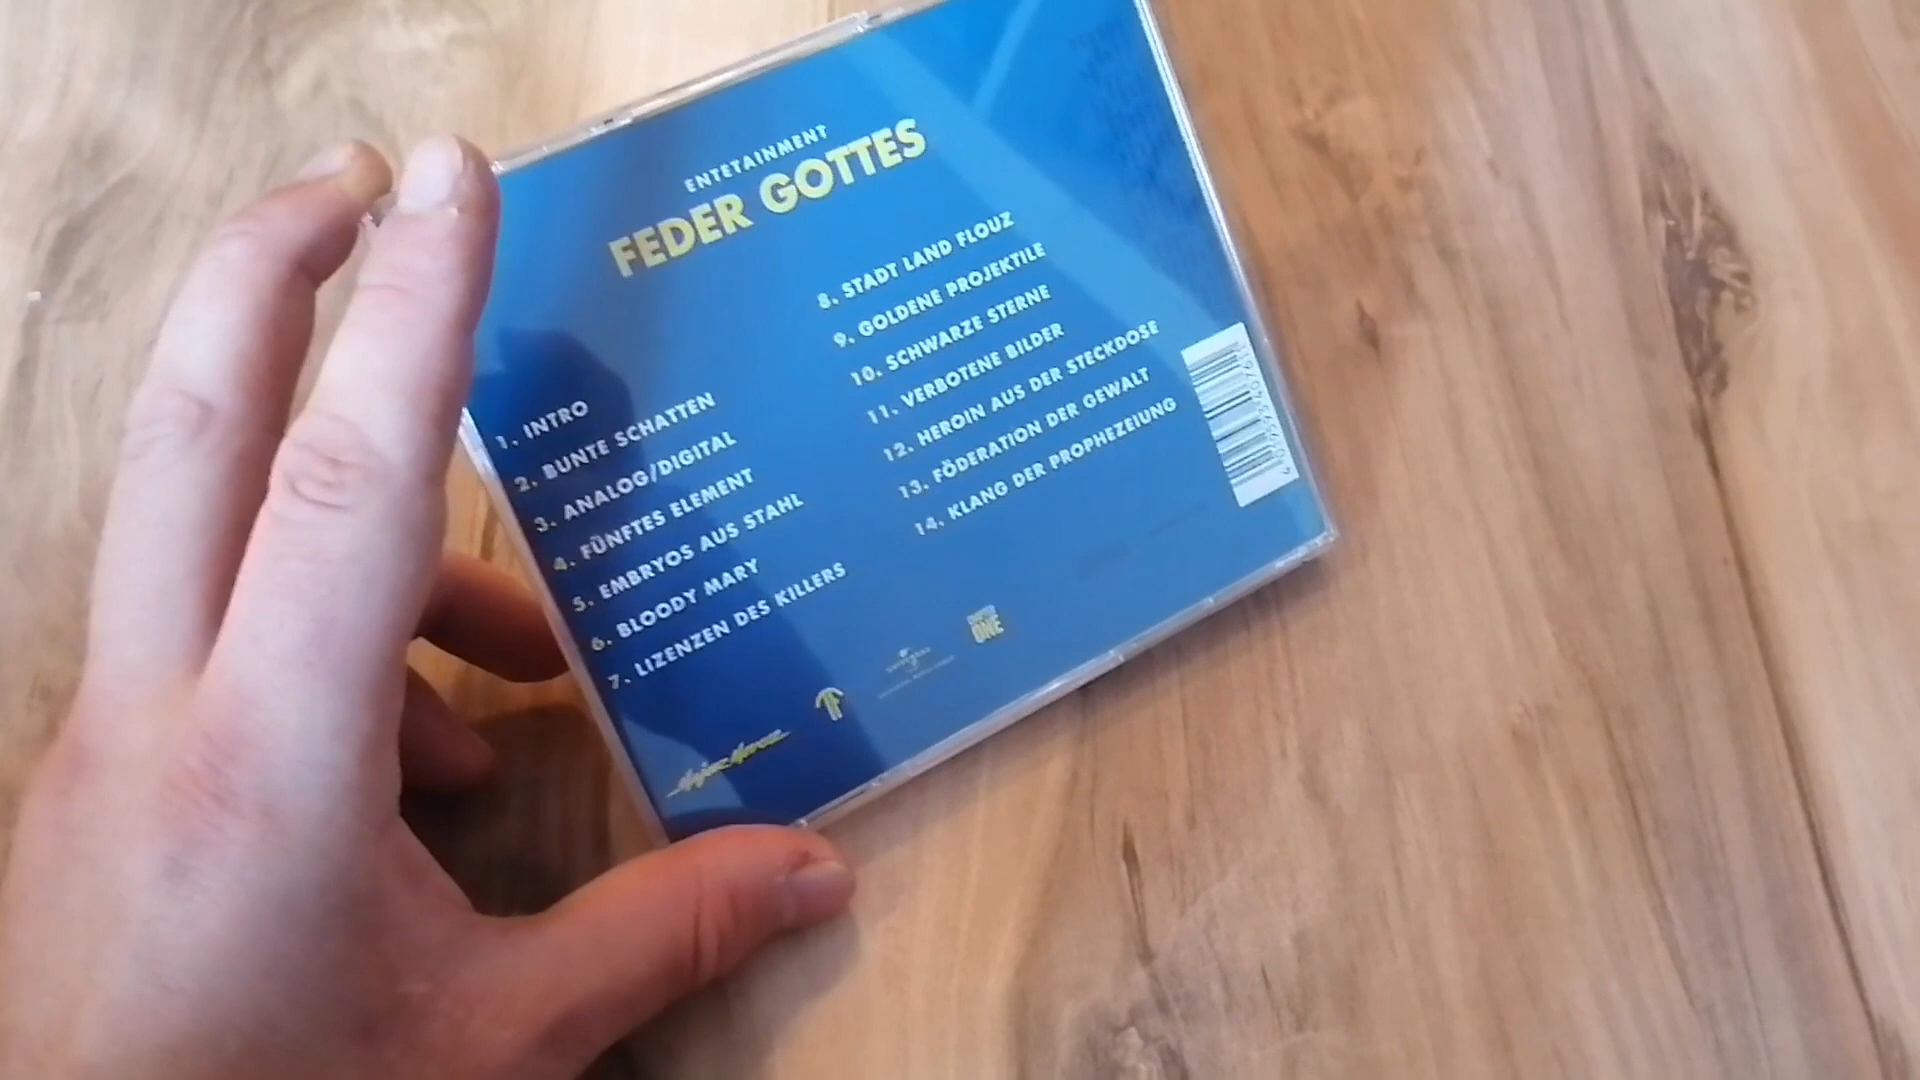 ENTETAINMENT
FEDER GOTTES
1. INTRO
2. BUNTE SCHATTEN
3. ANALOG/DIGITAL
4. FÜNFTES ELEMENT
5. EMBRYOS AUS STAHL
6. BLOODY MARY
7. LIZENZEN DES KILLERS
8. STADT LAND FLOUZ
9. GOLDENE PROJEKTILE
10. SCHWARZE STERNE
11. VERBOTENE BILDER
12. HEROIN AUS DER STECKDOSE
13. FÖDERATION DER GEWALT
14. KLANG DER PROPHEZEIUNG
UNIVERSAL
ONE